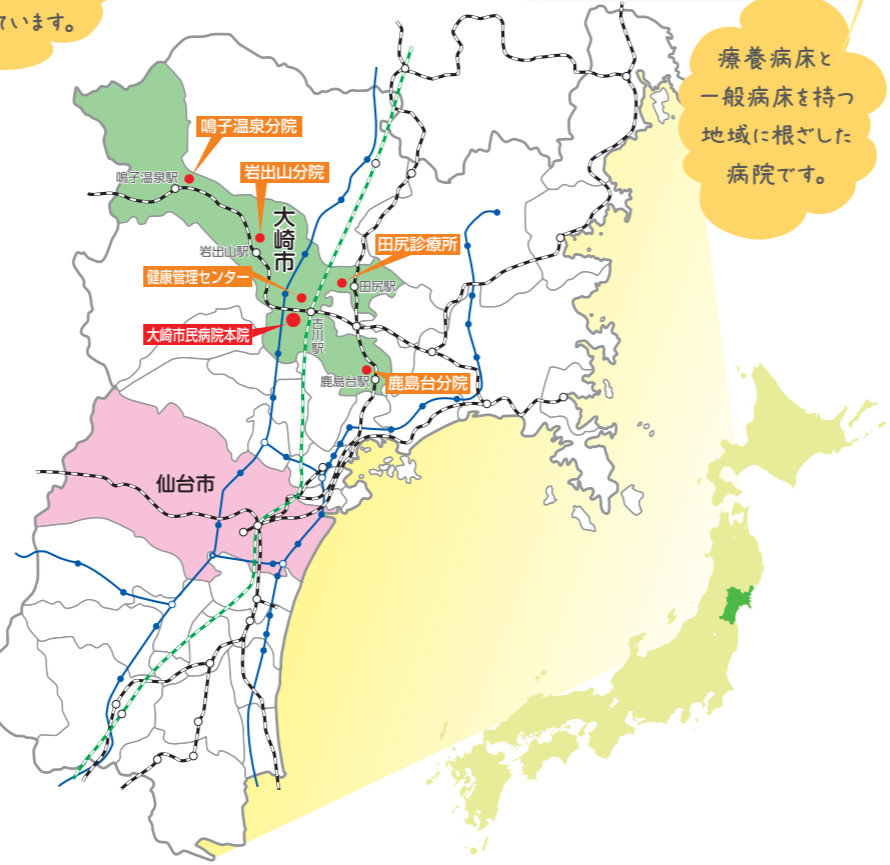 ています。
療養病床と
一般病床を持つ
地域に根ざした
病院です。
鳴子温泉分院
鳴子温泉駅
岩出山分院
大崎市
岩出山駅
田尻診療所
健康管理センター
田尻駅
大崎市民病院本院
古川駅
鹿島台駅
鹿島台分院
仙台市